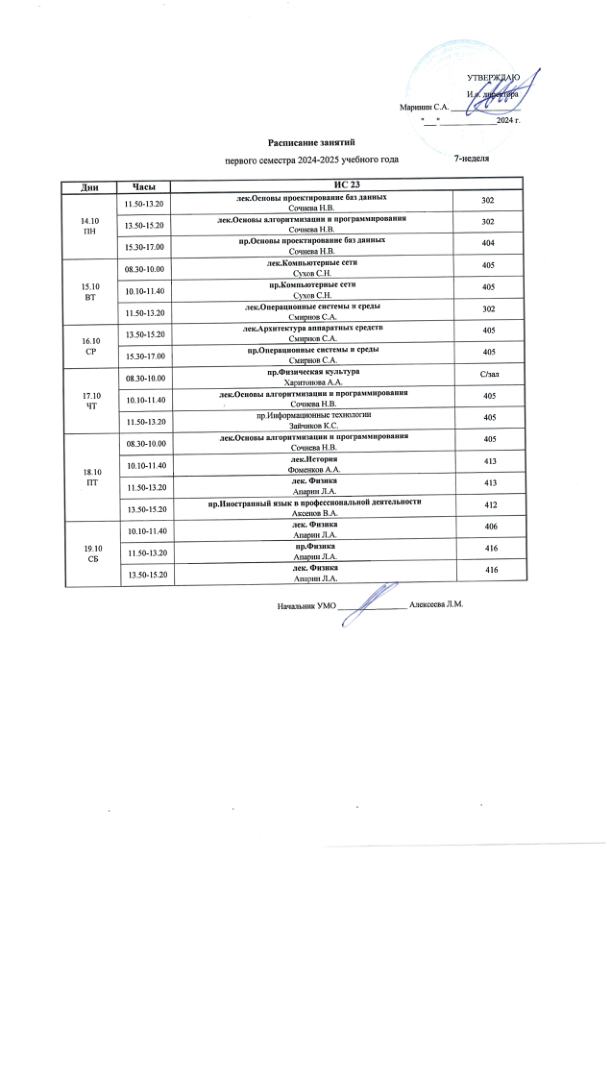 УТВЕРЖДАЮ
И.о. директора
Маринин С.А. ___________________
"___"_______________2024 г.
Расписание занятий
первого семестра 2024-2025 учебного года 7-неделя
Дни Часы ИС 23
14.10 ПН
11.50-13.20 лек.Основы проектирование баз данных 302
Сочнева Н.В.
13.50-15.20 лек.Основы алгоритмизации и программирования 302
Сочнева Н.В.
15.30-17.00 пр.Основы проектирование баз данных 404
Сочнева Н.В.
15.10 ВТ
08.30-10.00 лек.Компьютерные сети 405
Сухов С.Н.
10.10-11.40 пр.Компьютерные сети 405
Сухов С.Н.
11.50-13.20 лек.Операционные системы и среды 302
Смирнов С.А.
16.10 СР
13.50-15.20 лек.Архитектура аппаратных средств 405
Смирнов С.А.
15.30-17.00 пр.Операционные системы и среды 405
Смирнов С.А.
17.10 ЧТ
08.30-10.00 пр.Физическая культура С/зал
Харитонова А.А.
10.10-11.40 лек.Основы алгоритмизации и программирования 405
Сочнева Н.В.
11.50-13.20 пр.Информационные технологии 405
Зайчиков К.С.
18.10 ПТ
08.30-10.00 лек.Основы алгоритмизации и программирования 405
Сочнева Н.В.
10.10-11.40 лек.История 413
Фоменков А.А.
11.50-13.20 лек. Физика 413
Апарин Л.А.
13.50-15.20 пр.Иностранный язык в профессиональной деятельности 412
Аксенов В.А.
19.10 СБ
10.10-11.40 лек. Физика 406
Апарин Л.А.
11.50-13.20 пр.Физика 416
Апарин Л.А.
13.50-15.20 лек. Физика 416
Апарин Л.А.
Начальник УМО __________________ Алексеева Л.М.